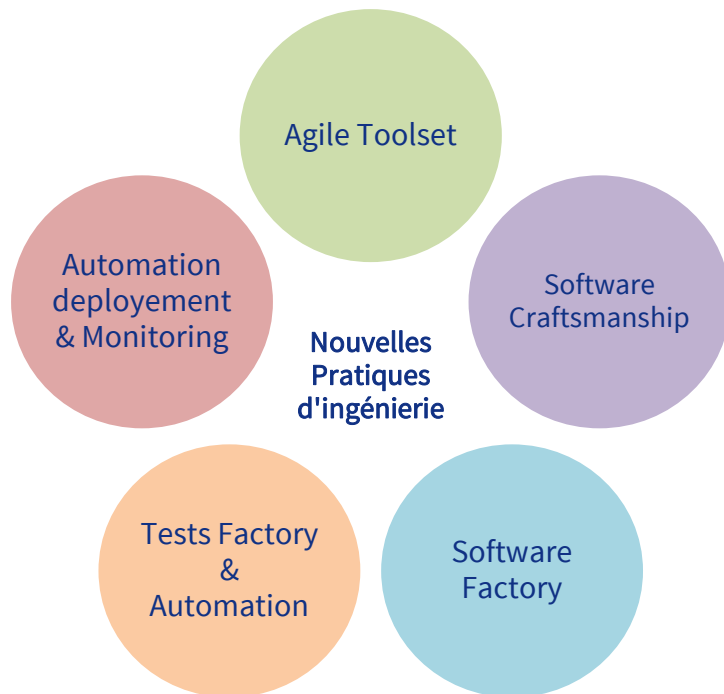 Agile Toolset
Automation
deployement
& Monitoring
Software
Craftsmanship
Nouvelles
Pratiques
d'ingénierie
Tests Factory
&
Automation
Software
Factory